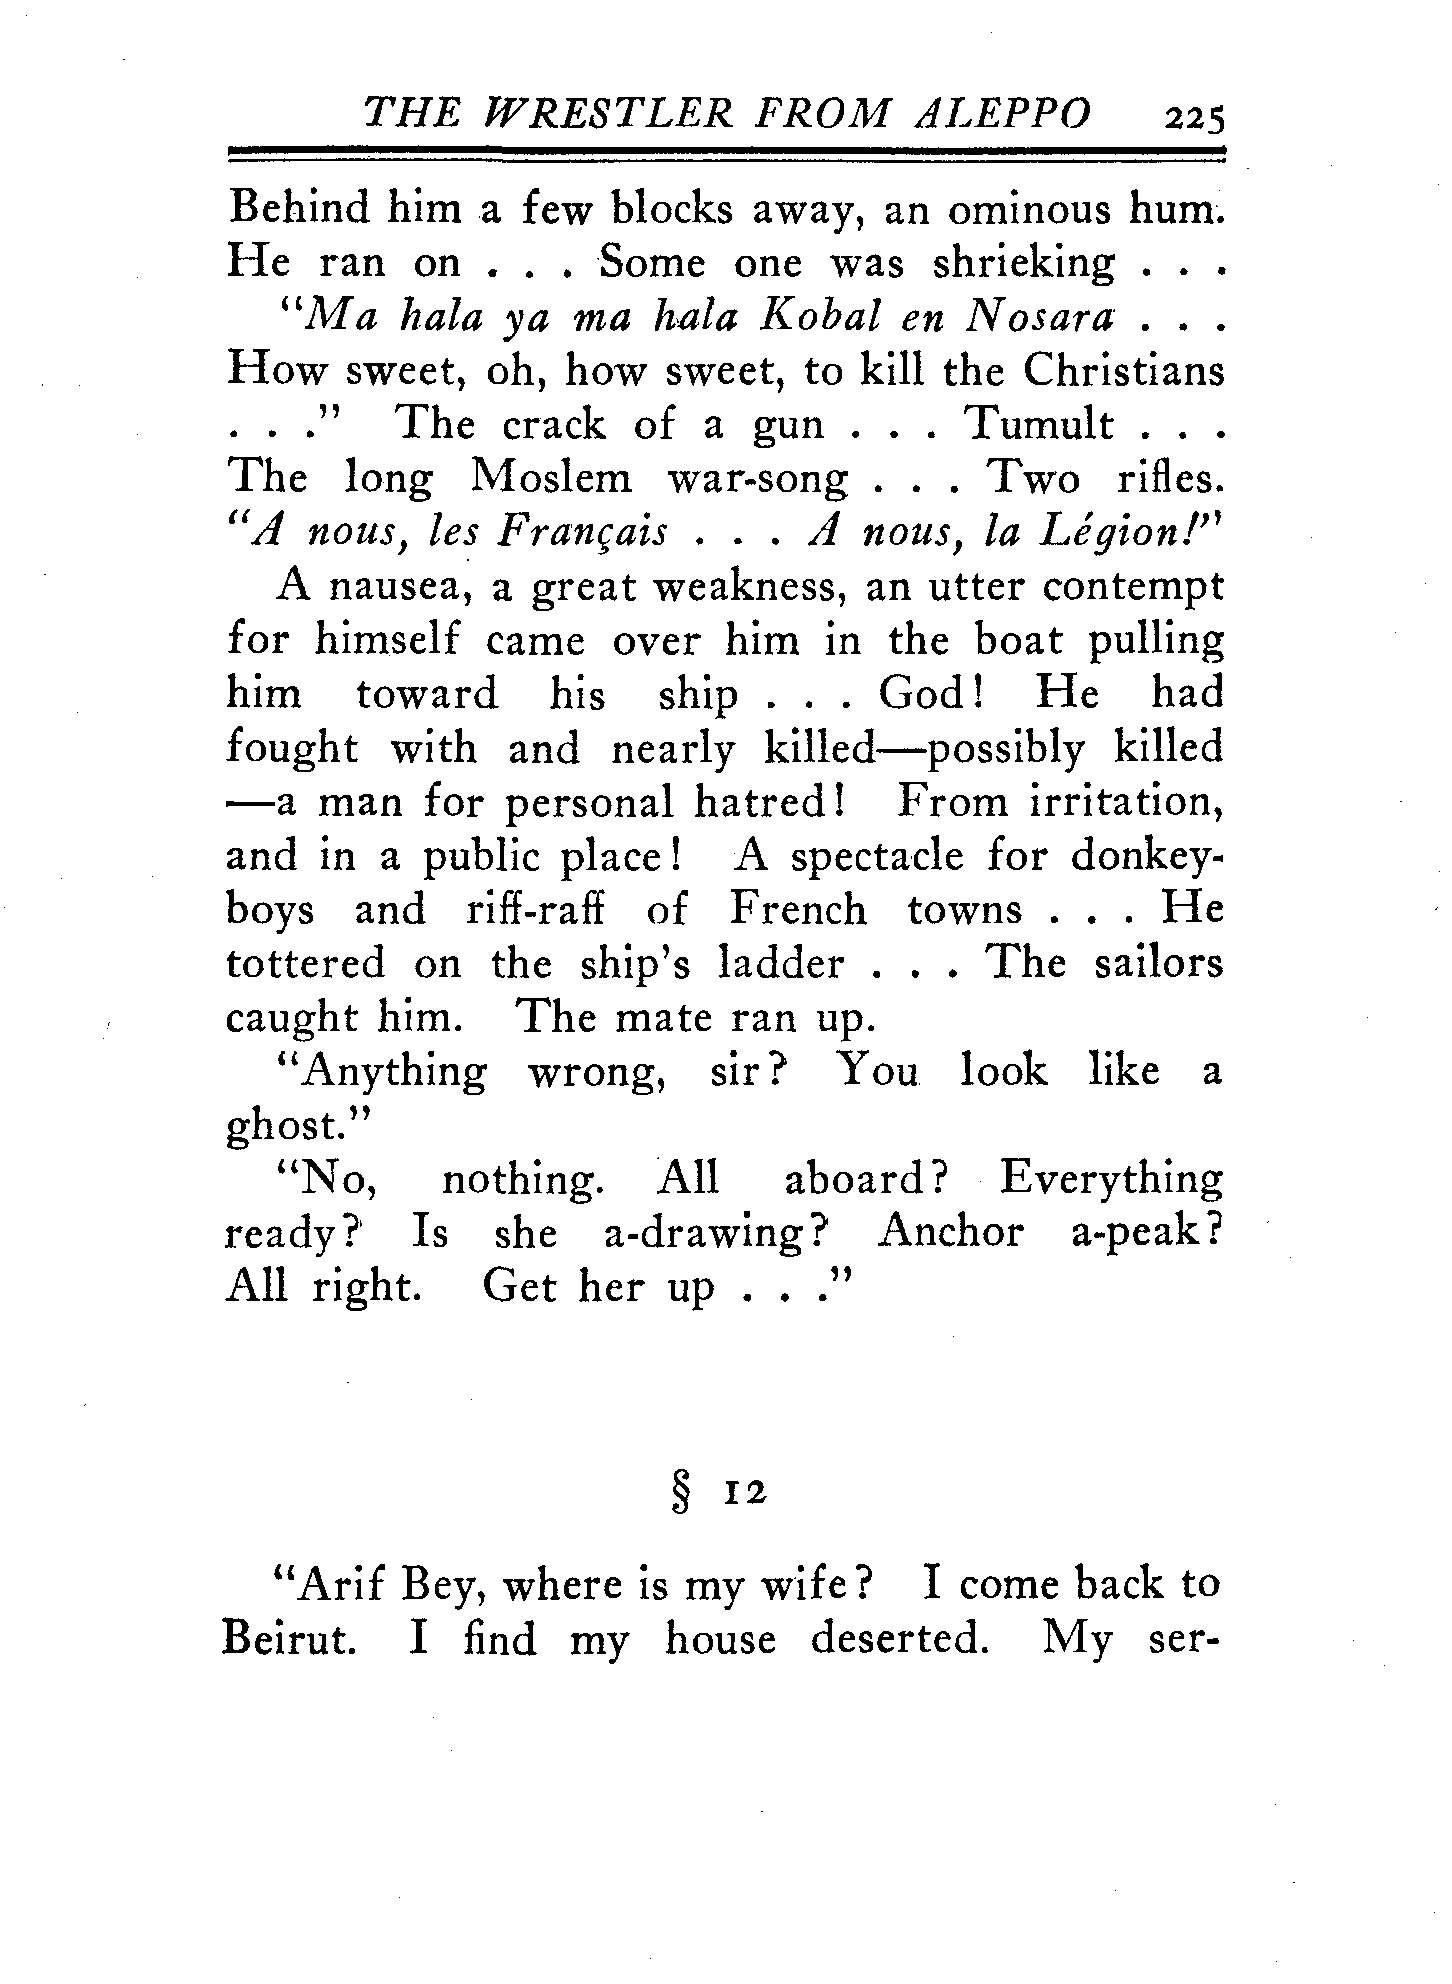 THE WRESTLER FROM ALEPPO 225
Behind him a few blocks away, an ominous hum.
He ran on . . . Some one was shrieking . . .
“Ma hala ya ma hala Kobal en Nosara . . .
How sweet, oh, how sweet, to kill the Christians
. . .” The crack of a gun . . . Tumult . . .
The long Moslem war-song . . . Two rifles.
“A nous, les Français . . . A nous, la Légion!”
A nausea, a great weakness, an utter contempt
for himself came over him in the boat pulling
him toward his ship . . . God! He had
fought with and nearly killed—possibly killed
—a man for personal hatred! From irritation,
and in a public place! A spectacle for donkey-
boys and riff-raff of French towns . . . He
tottered on the ship’s ladder . . . The sailors
caught him. The mate ran up.
“Anything wrong, sir? You look like a
ghost.”
“No, nothing. All aboard? Everything
ready? Is she a-drawing? Anchor a-peak?
All right. Get her up . . .”
§ 12
“Arif Bey, where is my wife? I come back to
Beirut. I find my house deserted. My ser-